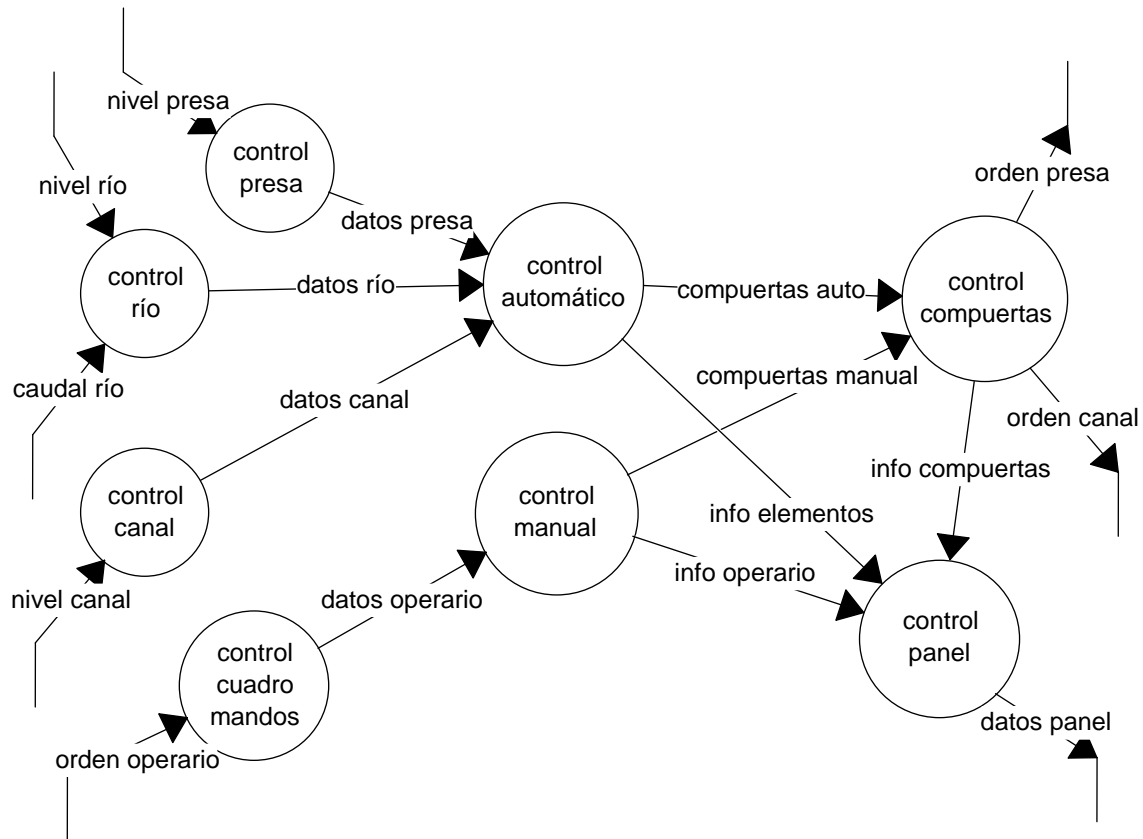 nivel presa
control
presa
orden presa
nivel río
datos presa
control
río
datos río
control
automático
compuertas auto
control
compuertas
caudal río
datos canal
compuertas manual
orden canal
info compuertas
control
canal
control
manual
info elementos
info operario
nivel canal
datos operario
control
panel
control
cuadro
mandos
datos panel
orden operario